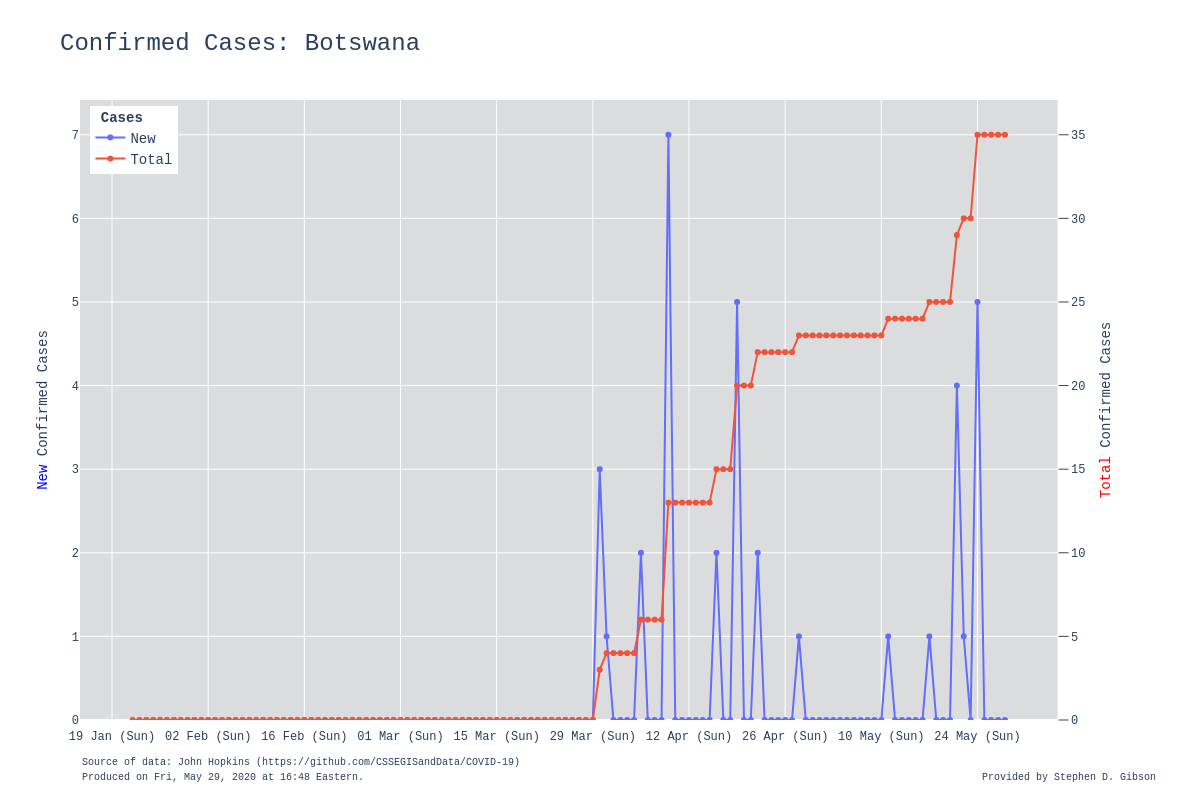 Confirmed Cases: Botswana
Cases
New
Total
7
6
5
4
3
2
1
0
New Confirmed Cases
35
30
25
20
15
10
5
0
Total Confirmed Cases
19 Jan (Sun) 02 Feb (Sun) 16 Feb (Sun) 01 Mar (Sun) 15 Mar (Sun) 29 Mar (Sun) 12 Apr (Sun) 26 Apr (Sun) 10 May (Sun) 24 May (Sun)
Source of data: John Hopkins (https://github.com/CSSEGISandData/COVID-19)
Produced on Fri, May 29, 2020 at 16:48 Eastern.
Provided by Stephen D. Gibson